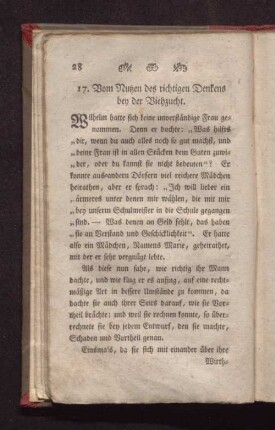 28
17. Vom Nutzen des richtigen Denkens
bey der Viehzucht.
Wilhelm hatte sich keine unverständige Frau ge-
nommen. Denn er dachte: „Was hilfts
„dir, wenn du auch alles noch so gut machst, und
„deine Frau ist in allen Stücken dem Guten zuwi-
„der, oder du kannst sie nicht bedeuten“? Er
konnte aus andern Dörfern viel reichere Mädchen
heirathen, aber er sprach: „Ich will lieber ein
„ärmeres unter denen mir wählen, die mit mir
„bey unserm Schulmeister in die Schule gegangen
„sind. — Was denen an Geld fehlt, das haben
„sie an Verstand und Geschicklichkeit“. Er hatte
also ein Mädchen, Namens Marie, geheirathet,
mit der er sehr vergnügt lebte.
Als diese nun sahe, wie richtig ihr Mann
dachte, und wie klug er es anfing, auf eine recht-
mäßige Art in bessere Umstände zu kommen, da
dachte sie auch ihrer Seits darauf, wie sie Vor-
theil brächte: und weil sie rechnen konnte, so über-
rechnete sie bey jedem Entwurf, den sie machte,
Schaden und Vortheil genau.
Einsmals, da sie sich mit einander über ihre
Wirth-